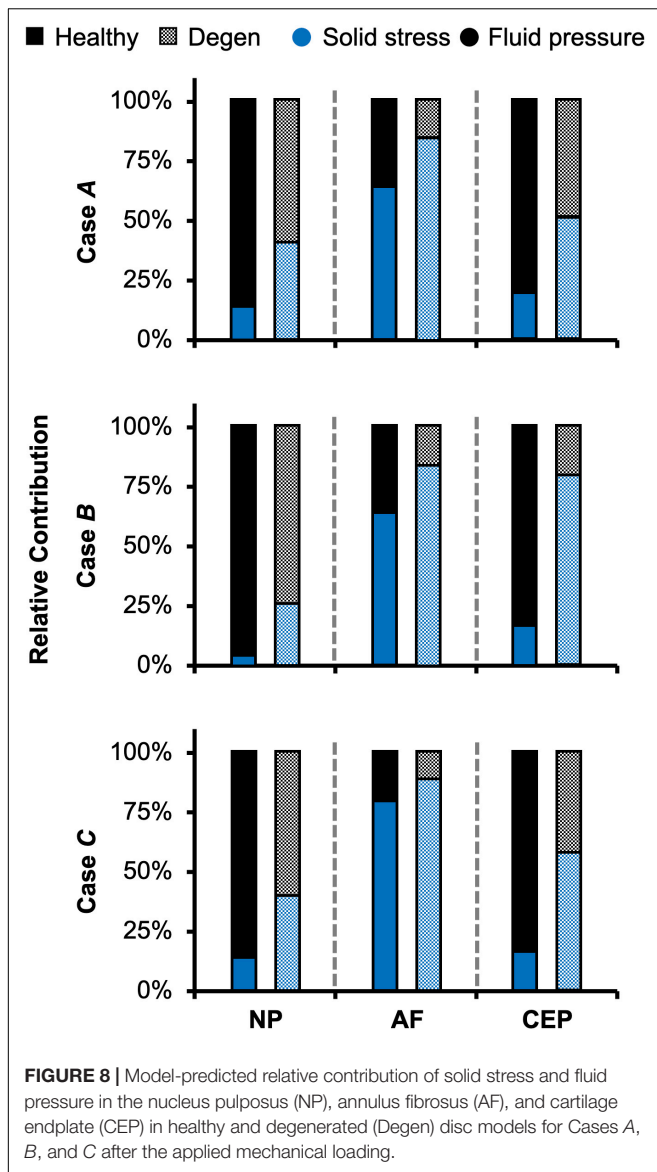 Healthy Degen Solid stress Fluid pressure
100%
75%
50%
25%
0%
Case A
100%
75%
50%
25%
0%
Case B
Relative Contribution
100%
75%
50%
25%
0%
Case C
NP AF CEP
FIGURE 8 | Model-predicted relative contribution of solid stress and fluid
pressure in the nucleus pulposus (NP), annulus fibrosus (AF), and cartilage
endplate (CEP) in healthy and degenerated (Degen) disc models for Cases A,
B, and C after the applied mechanical loading.